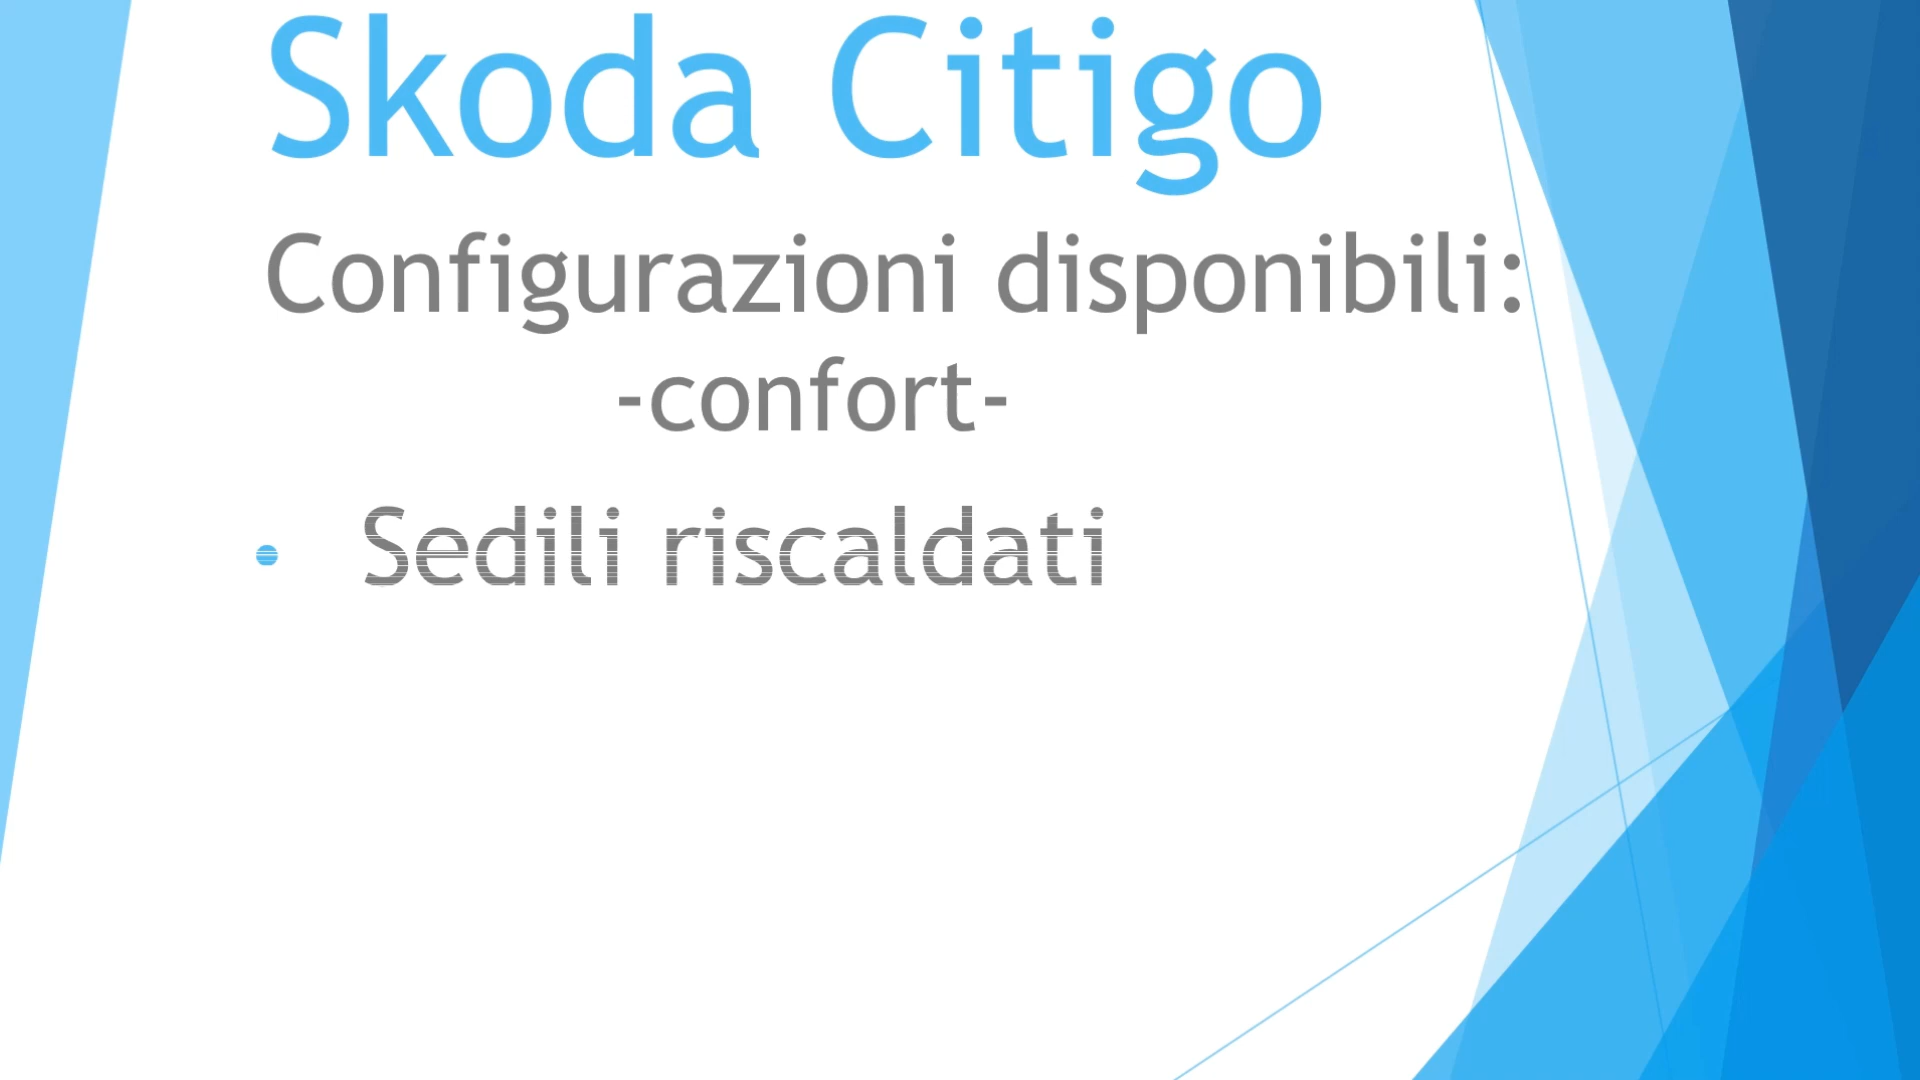 Skoda Citigo
Configurazioni disponibili:
-confort-
• Sedili riscaldati